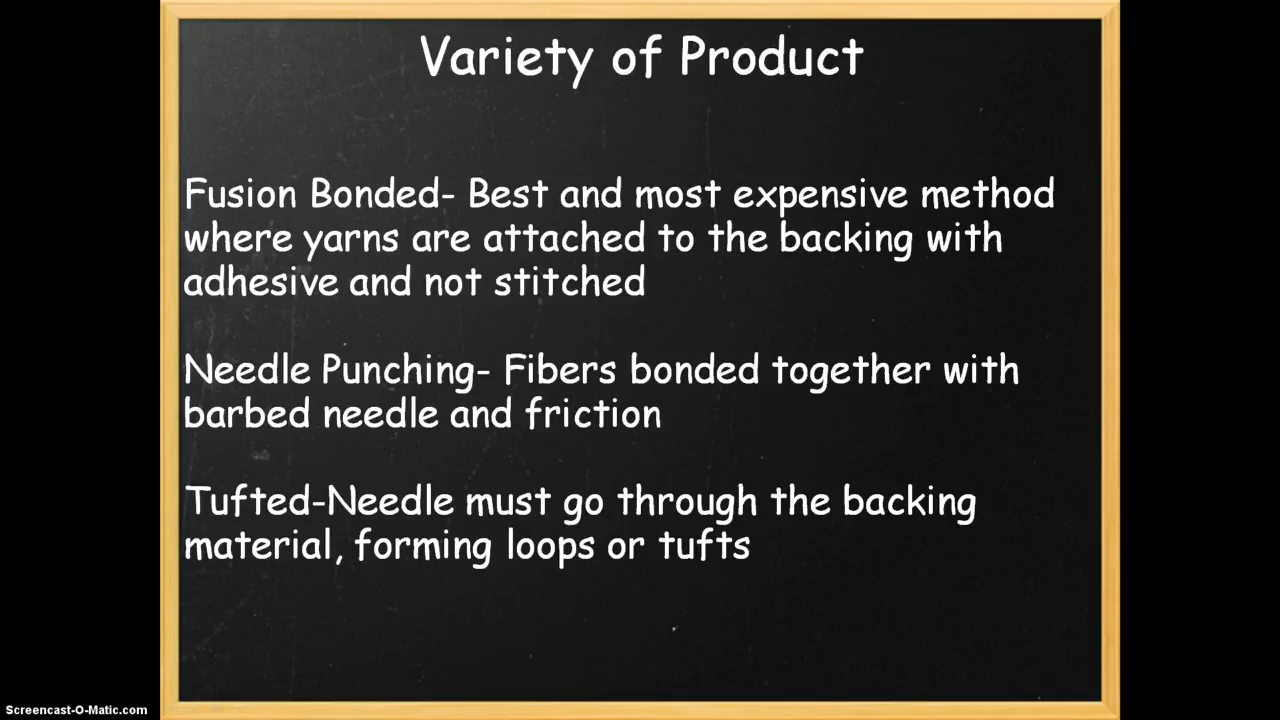 Variety of Product
Fusion Bonded- Best and most expensive method
where yarns are attached to the backing with
adhesive and not stitched
Needle Punching- Fibers bonded together with
barbed needle and friction
Tufted-Needle must go through the backing
material, forming loops or tufts
Screencast-O-Matic.com